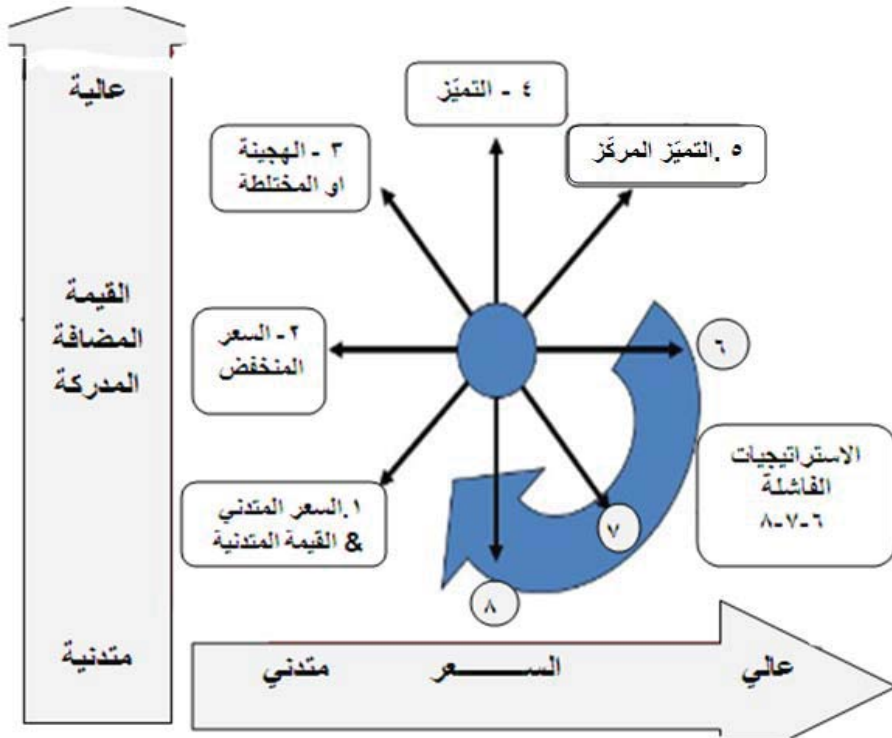 عالية
القيمة
المضافة
المدركة
متدنية
٤ - التميّز
٣ - الهجينة
او المختلطة
٥ .التميّز المركّز
٢- السعر
المنخفض
٦
١.السعر المتدني
& القيمة المتدنية
٧
٨
الاستراتيجيات
الفاشلة
٦-٧-٨
متدني
الســـــعر
عالي